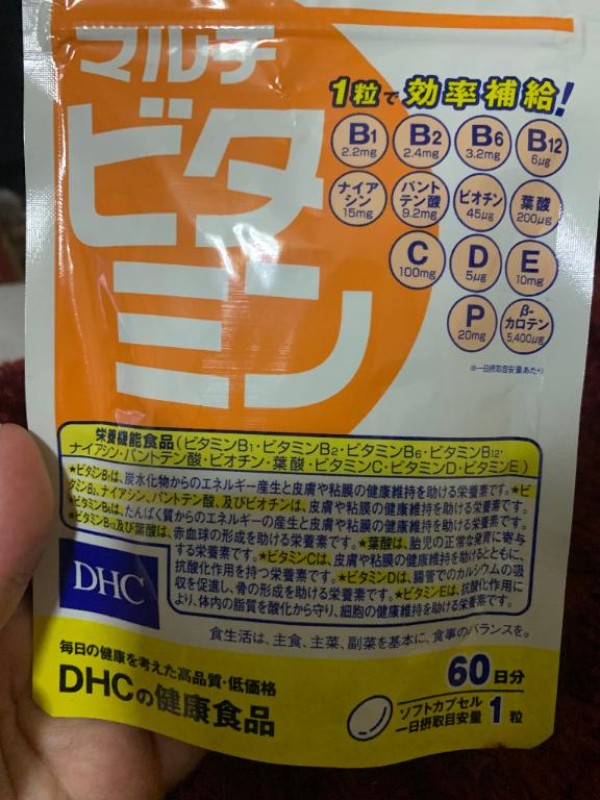 マルチ
ビタ
ミン
1粒で効率補給!
B1
2.2mg
B2
2.4mg
B6
3.2mg
B12
6μg
ナイア
シン
15mg
パント
テン酸
9.2mg
ビオチン
45μg
葉酸
200μg
C
100mg
D
5μg
E
10mg
P
20mg
β-
カロテン
5,400μg
※一日摂取目安量あたり
栄養機能食品(ビタミンB1・ビタミンB2・ビタミンB6・ビタミンB12・
ナイアシン・パントテン酸・ビオチン・葉酸・ビタミンC・ビタミンD・ビタミンE)
★ビタミンB1は、炭水化物からのエネルギー産生と皮膚や粘膜の健康維持を助ける栄養素です。★ビ
タミンB2、ナイアシン、パントテン酸、及びビオチンは、皮膚や粘膜の健康維持を助ける栄養素です。
★ビタミンB6は、たんぱく質からのエネルギーの産生と皮膚や粘膜の健康維持を助ける栄養素です。
★ビタミンB12及び葉酸は、赤血球の形成を助ける栄養素です。★葉酸は、胎児の正常な発育に寄与
する栄養素です。★ビタミンCは、皮膚や粘膜の健康維持を助けるとともに、
抗酸化作用を持つ栄養素です。★ビタミンDは、腸管でのカルシウムの吸
収を促進し、骨の形成を助ける栄養素です。★ビタミンEは、抗酸化作用に
より、体内の脂質を酸化から守り、細胞の健康維持を助ける栄養素です。
DHC
食生活は、主食、主菜、副菜を基本に、食事のバランスを。
毎日の健康を考えた高品質・低価格
DHCの健康食品
60日分
ソフトカプセル
一日摂取目安量 1粒